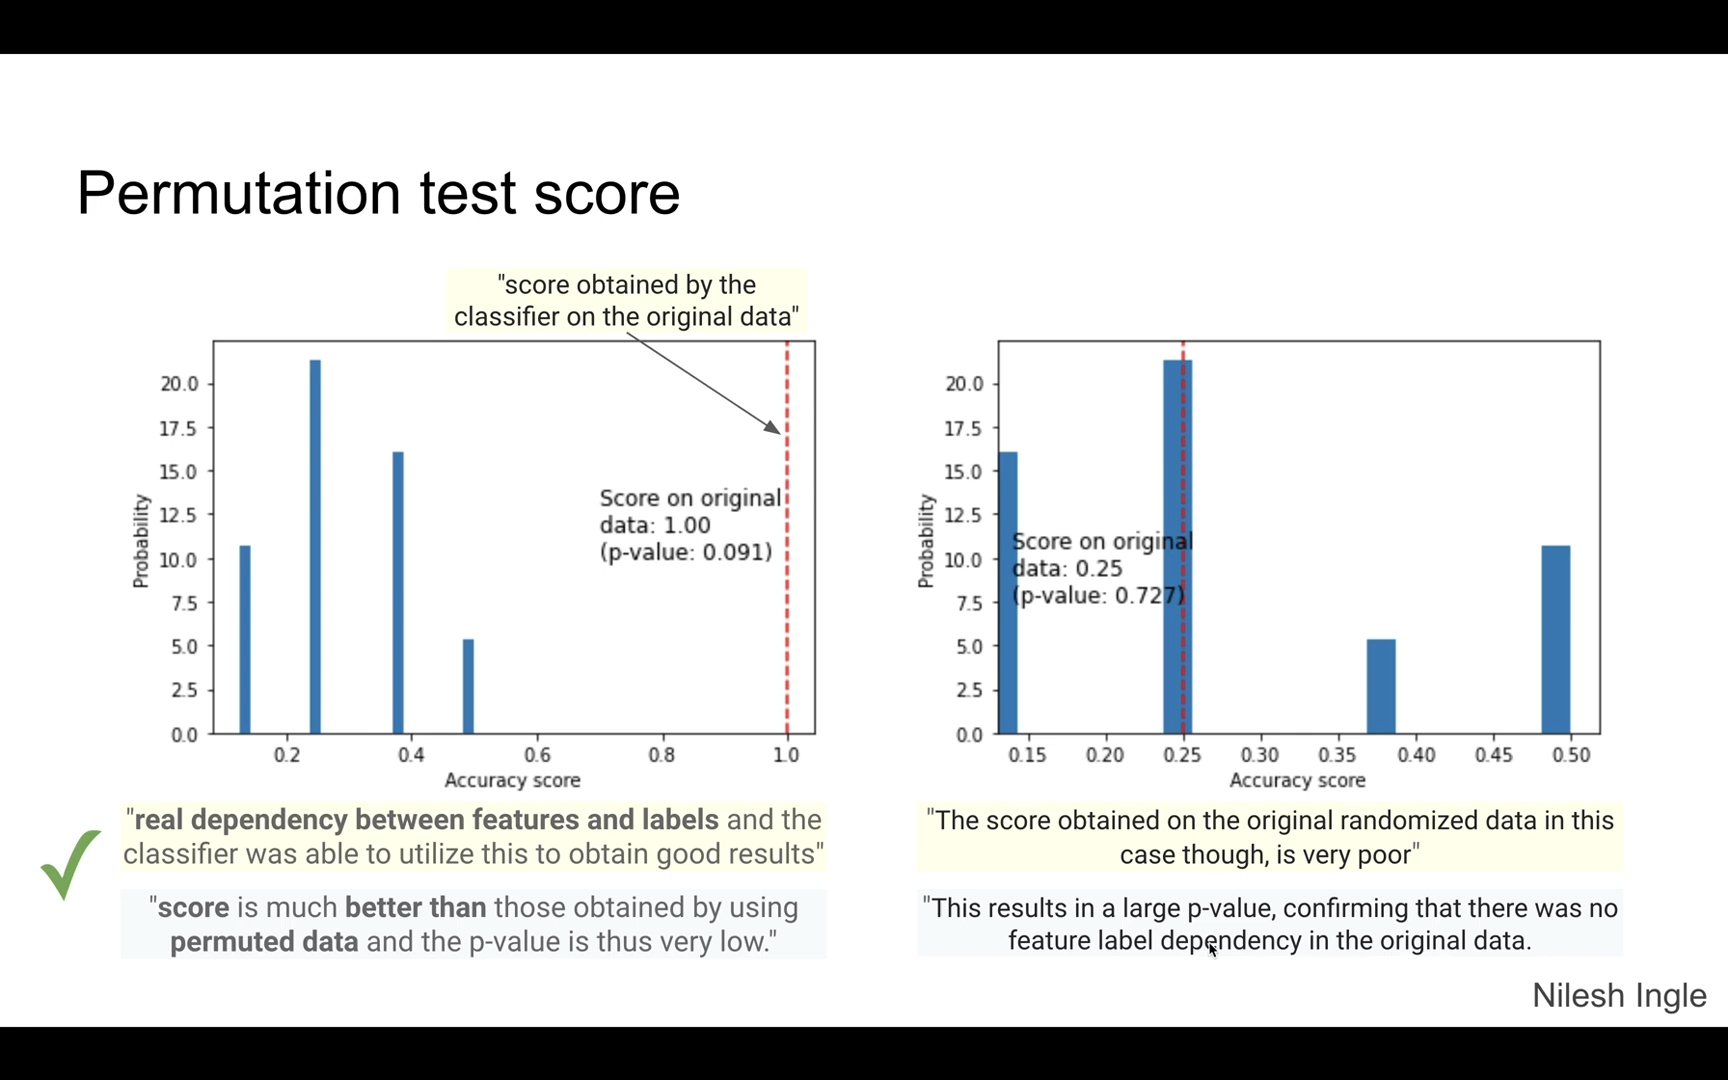 Permutation test score
"score obtained by the
classifier on the original data"
20.0
17.5
15.0
12.5
10.0
7.5
5.0
2.5
0.0
Probability
Score on original
data: 1.00
(p-value: 0.091)
0.2 0.4 0.6 0.8 1.0
Accuracy score
"real dependency between features and labels and the
classifier was able to utilize this to obtain good results"
"score is much better than those obtained by using
permuted data and the p-value is thus very low."
20.0
17.5
15.0
12.5
10.0
7.5
5.0
2.5
0.0
Probability
Score on original
data: 0.25
(p-value: 0.727)
0.15 0.20 0.25 0.30 0.35 0.40 0.45 0.50
Accuracy score
"The score obtained on the original randomized data in this
case though, is very poor"
"This results in a large p-value, confirming that there was no
feature label dependency in the original data.
Nilesh Ingle